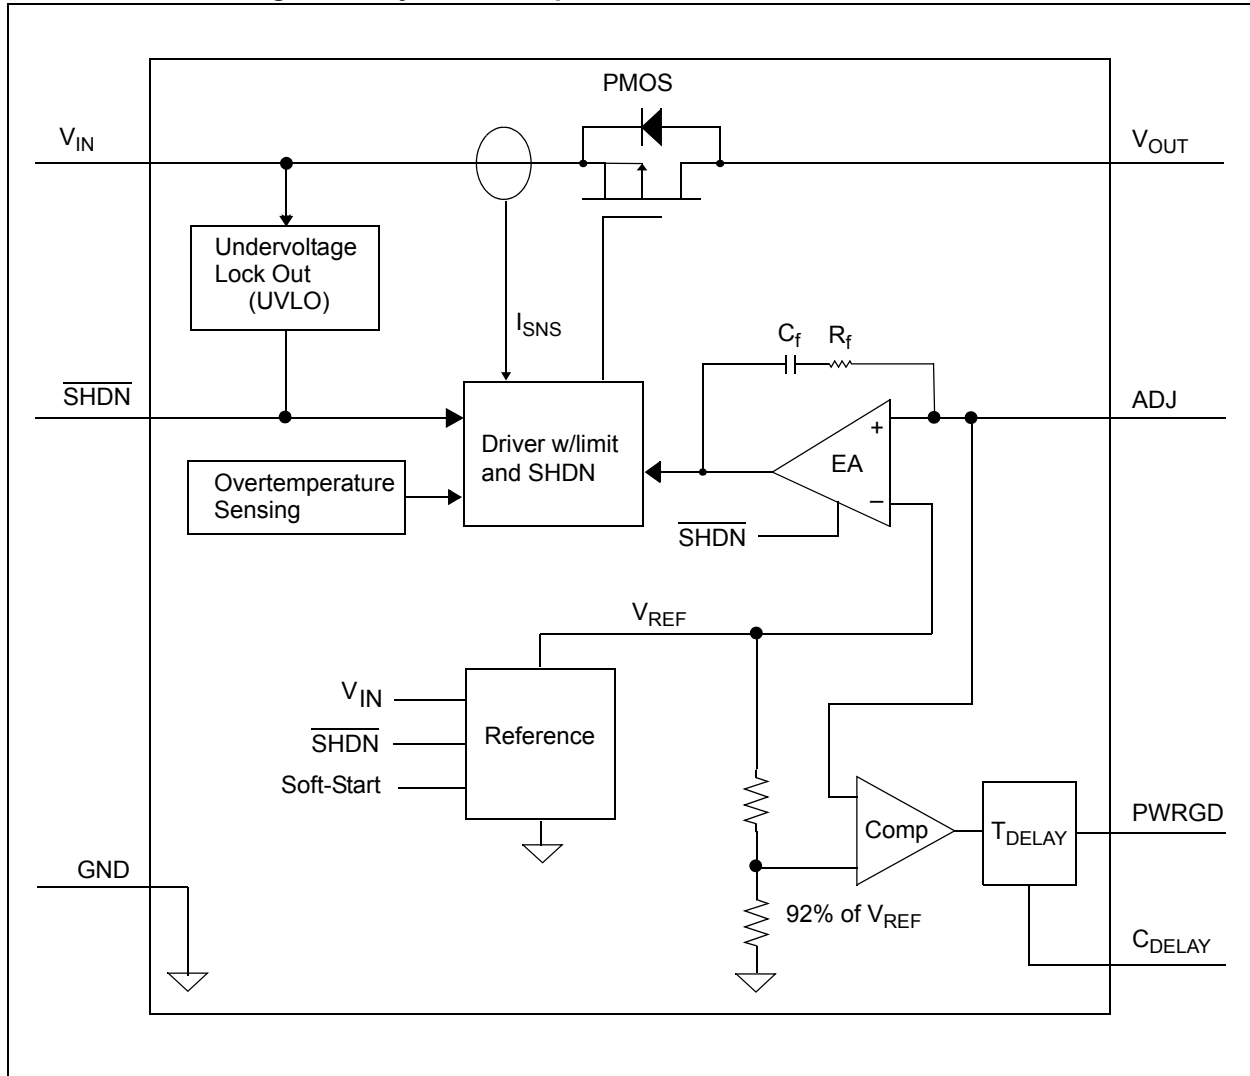 PMOS
V_IN
V_OUT
Undervoltage
Lock Out
(UVLO)
I_SNS
C_f
R_f
SHDN
ADJ
+
Driver w/limit
and SHDN
EA
Overtemperature
Sensing
–
SHDN
V_REF
V_IN
SHDN
Reference
Soft-Start
PWRGD
Comp
T_DELAY
GND
92% of V_REF
C_DELAY